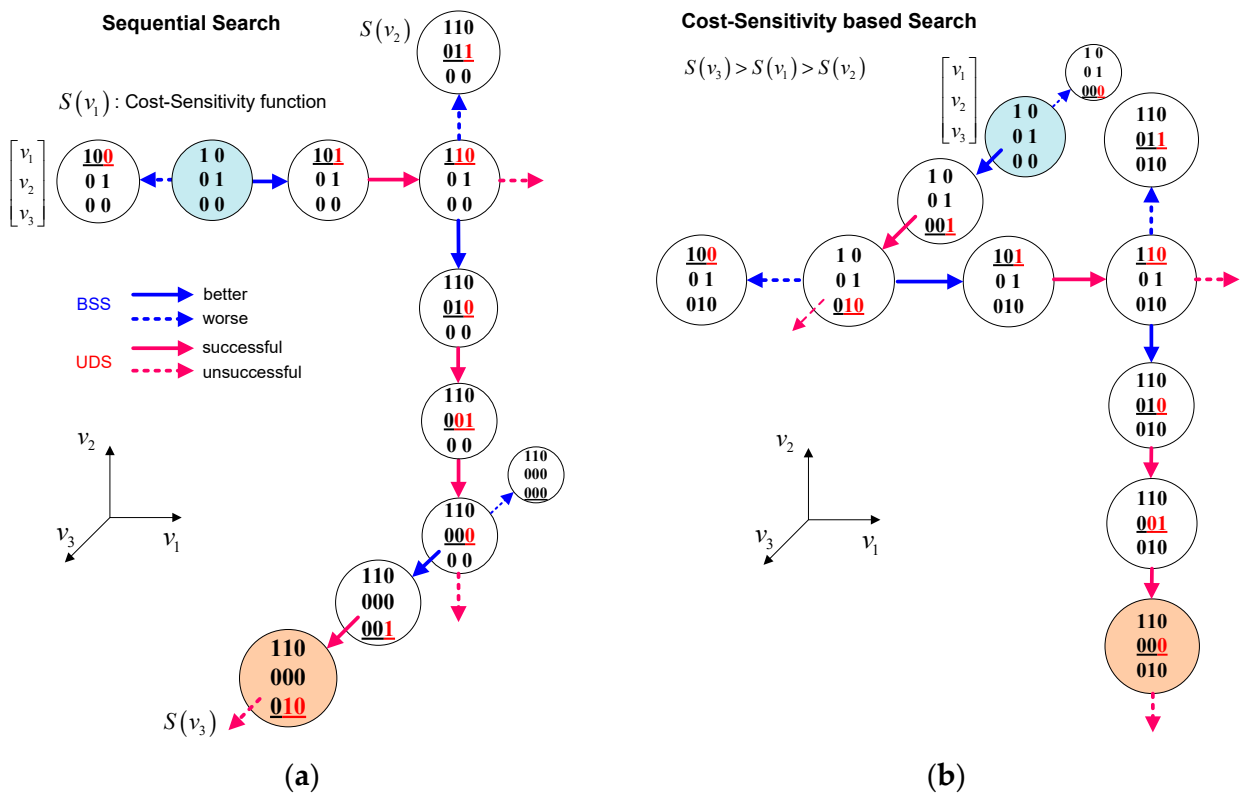 Sequential Search
S(v₂)
110
011
0 0
S(v₁) : Cost-Sensitivity function
v₁
v₂
v₃
100
0 1
0 0
1 0
0 1
0 0
101
0 1
0 0
110
0 1
0 0
BSS
better
worse
UDS
successful
unsuccessful
110
010
0 0
110
001
0 0
110
000
000
110
000
0 0
110
000
001
110
000
010
S(v₃)
v₂
v₃
v₁
(a)
Cost-Sensitivity based Search
S(v₃) > S(v₁) > S(v₂)
v₁
v₂
v₃
1 0
0 1
000
1 0
0 1
0 0
110
011
010
1 0
0 1
001
100
0 1
010
1 0
0 1
010
101
0 1
010
110
0 1
010
110
010
010
110
001
010
110
000
010
v₂
v₃
v₁
(b)